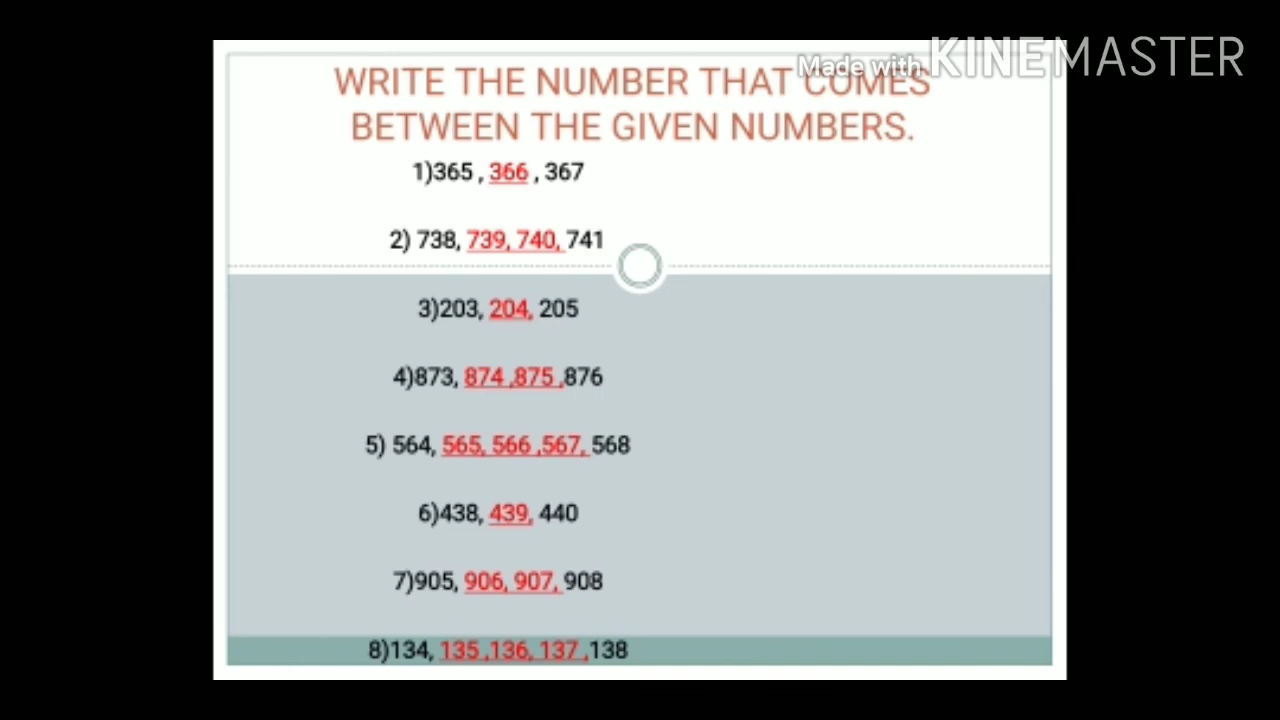 Made with KINEMASTER
WRITE THE NUMBER THAT COMES
BETWEEN THE GIVEN NUMBERS.
1)365 , 366 , 367
2) 738, 739, 740, 741
3)203, 204, 205
4)873, 874 ,875 ,876
5) 564, 565, 566 ,567, 568
6)438, 439, 440
7)905, 906, 907, 908
8)134, 135 ,136, 137 ,138